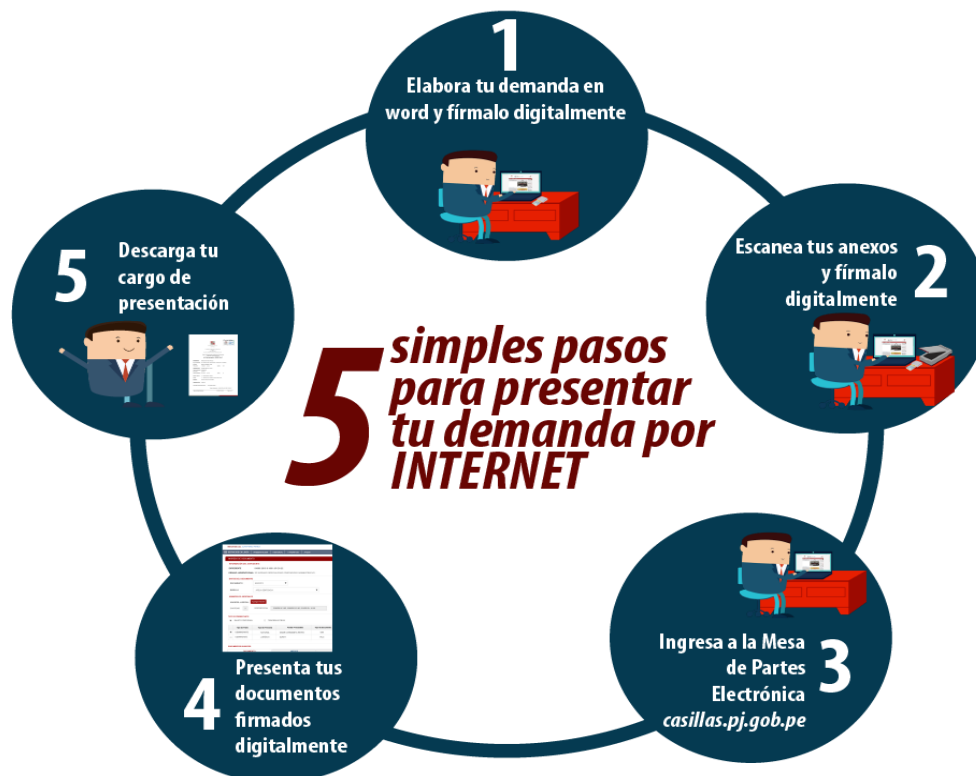 5
simples pasos
para presentar
tu demanda por
INTERNET
1
Elabora tu demanda en
word y fírmalo digitalmente
2
Escanea tus anexos
y fírmalo
digitalmente
3
Ingresa a la Mesa
de Partes
Electrónica
casillas.pj.gob.pe
4
Presenta tus
documentos
firmados
digitalmente
5
Descarga tu
cargo de
presentación